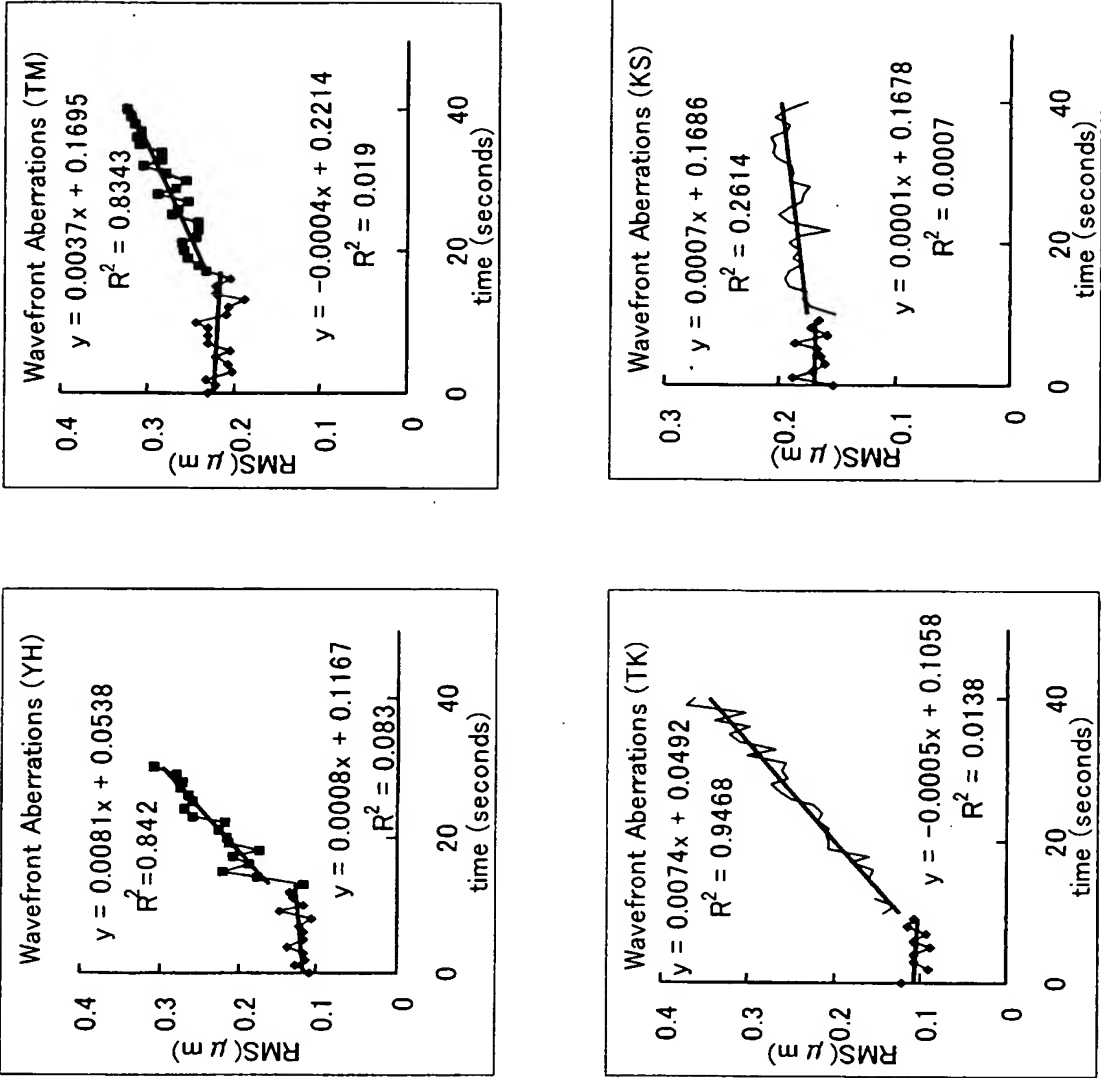 Wavefront Aberrations (YH)
y = 0.0081x + 0.0538
R² = 0.842
0.4
0.3
0.2
0.1
0
RMS(μm)
y = 0.0008x + 0.1167
R² = 0.083
0
20
40
time (seconds)
Wavefront Aberrations (TM)
y = 0.0037x + 0.1695
R² = 0.8343
0.4
0.3
0.2
0.1
0
RMS(μm)
y = -0.0004x + 0.2214
R² = 0.019
0
20
40
time (seconds)
Wavefront Aberrations (TK)
y = 0.0074x + 0.0492
R² = 0.9468
0.4
0.3
0.2
0.1
0
RMS(μm)
y = -0.0005x + 0.1058
R² = 0.0138
0
20
40
time (seconds)
Wavefront Aberrations (KS)
y = 0.0007x + 0.1686
R² = 0.2614
0.3
0.2
0.1
0
RMS(μm)
y = 0.0001x + 0.1678
R² = 0.0007
0
20
40
time (seconds)